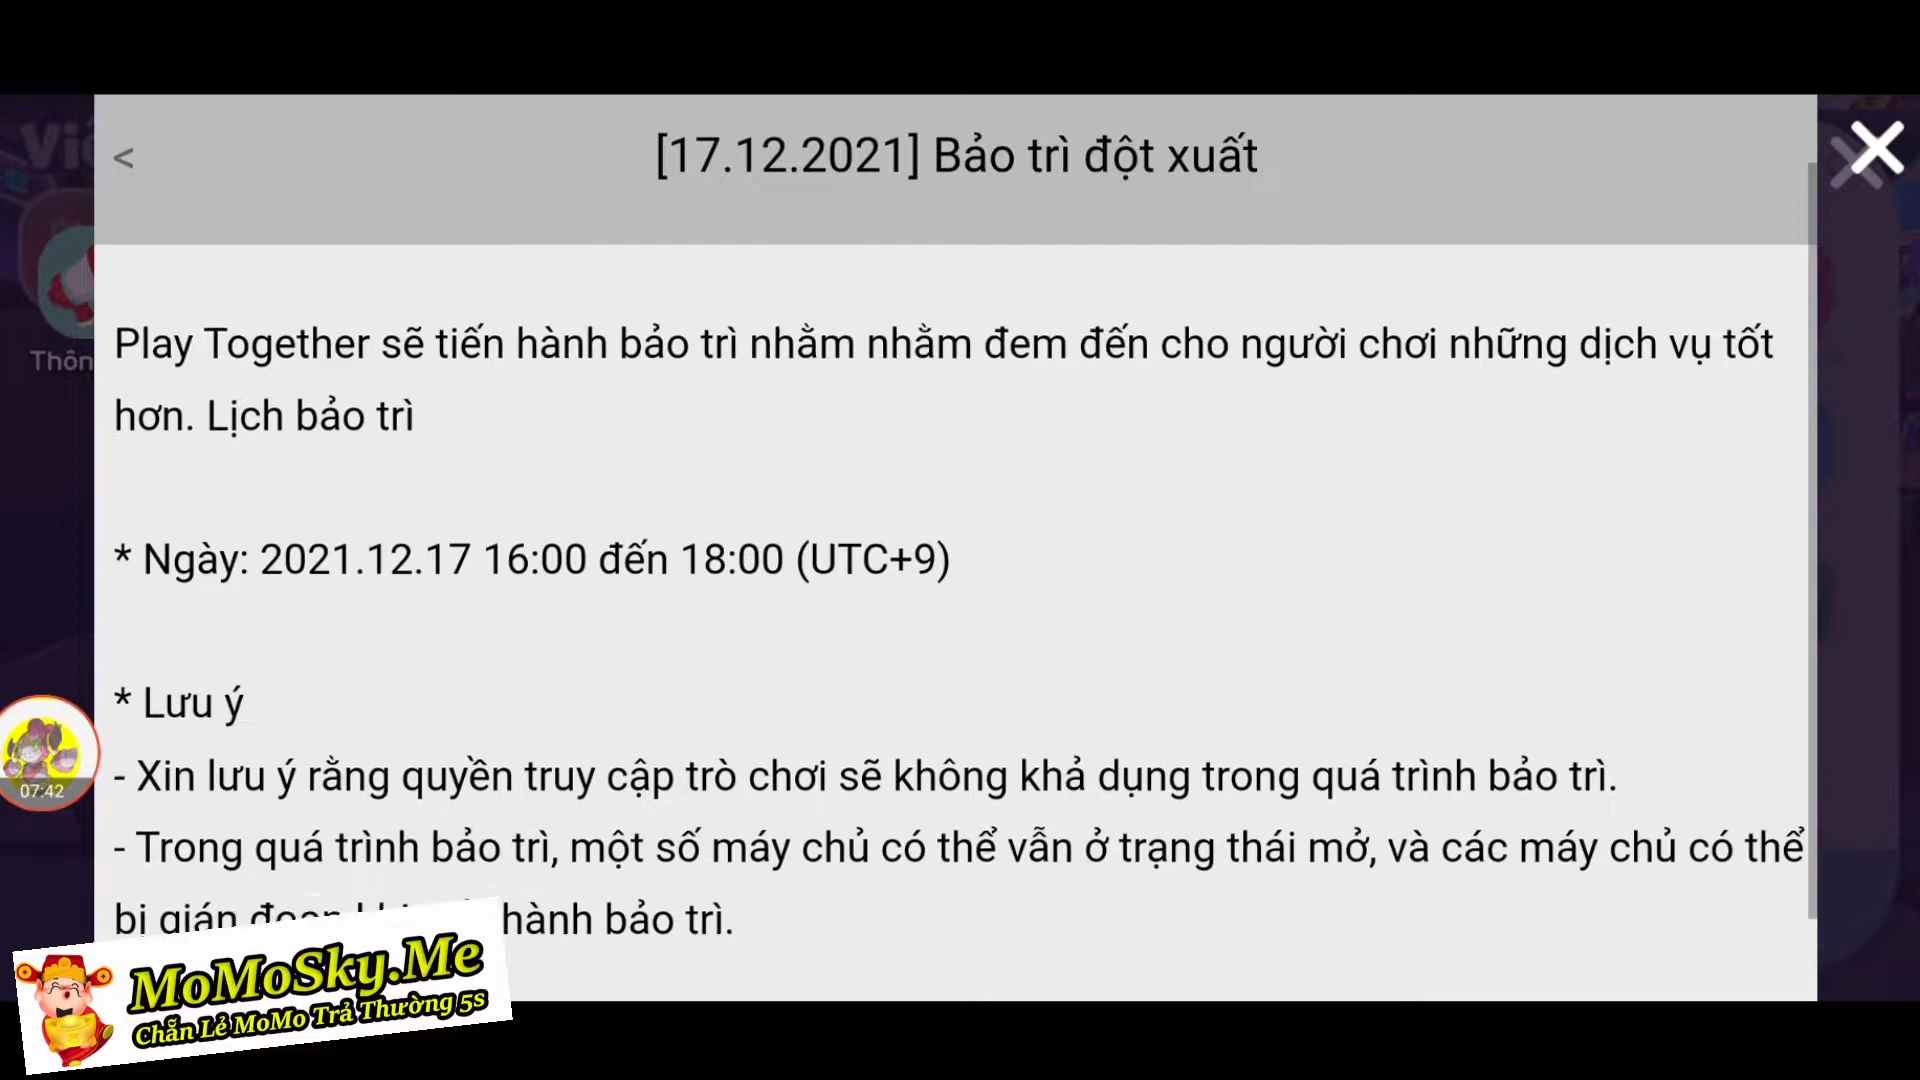 [17.12.2021] Bảo trì đột xuất
<
Play Together sẽ tiến hành bảo trì nhằm nhằm đem đến cho người chơi những dịch vụ tốt
hơn. Lịch bảo trì
* Ngày: 2021.12.17 16:00 đến 18:00 (UTC+9)
* Lưu ý
- Xin lưu ý rằng quyền truy cập trò chơi sẽ không khả dụng trong quá trình bảo trì.
- Trong quá trình bảo trì, một số máy chủ có thể vẫn ở trạng thái mở, và các máy chủ có thể
bị gián đoạn hành bảo trì.
Thôn
07:42
MoMoSky.Me
Chẵn Lẻ MoMo Trả Thường 5s